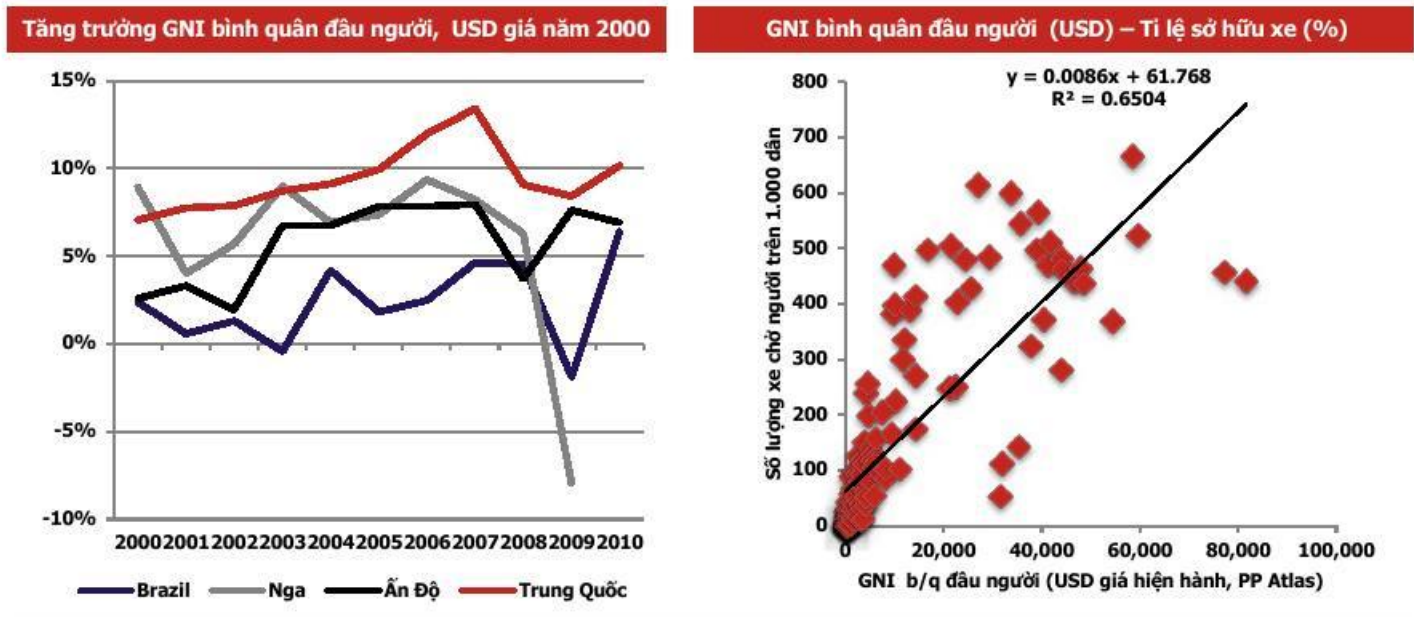 Tăng trưởng GNI bình quân đầu người, USD giá năm 2000
15%
10%
5%
0%
-5%
-10%
2000 2001 2002 2003 2004 2005 2006 2007 2008 2009 2010
Brazil Nga Ấn Độ Trung Quốc
GNI bình quân đầu người (USD) – Ti lệ sở hữu xe (%)
y = 0.0086x + 61.768
R² = 0.6504
Số lượng xe chở người trên 1.000 dân
800
700
600
500
400
300
200
100
0
0 20,000 40,000 60,000 80,000 100,000
GNI b/q đầu người (USD giá hiện hành, PP Atlas)